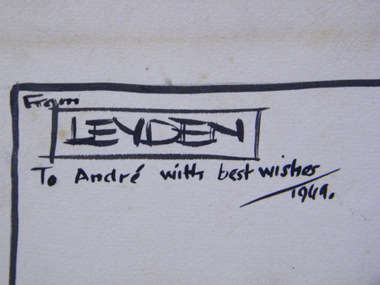 From
LEYDEN
To André with best wishes
1949.